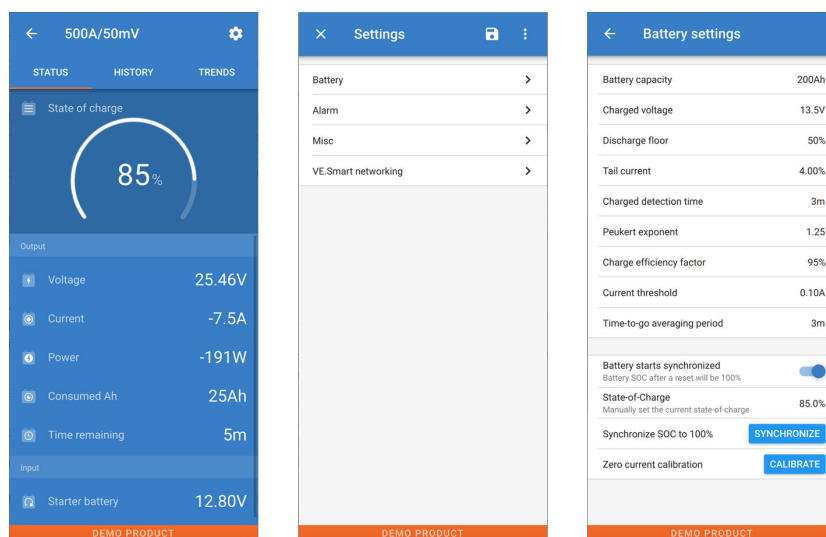 500A/50mV
STATUS HISTORY TRENDS
State of charge
85%
Output
Voltage 25.46V
Current -7.5A
Power -191W
Consumed Ah 25Ah
Time remaining 5m
Input
Starter battery 12.80V
DEMO PRODUCT
Settings
Battery
Alarm
Misc
VE.Smart networking
DEMO PRODUCT
Battery settings
Battery capacity 200Ah
Charged voltage 13.5V
Discharge floor 50%
Tail current 4.00%
Charged detection time 3m
Peukert exponent 1.25
Charge efficiency factor 95%
Current threshold 0.10A
Time-to-go averaging period 3m
Battery starts synchronized
Battery SOC after a reset will be 100%
State-of-Charge 85.0%
Manually set the current state-of-charge
Synchronize SOC to 100% SYNCHRONIZE
Zero current calibration CALIBRATE
DEMO PRODUCT